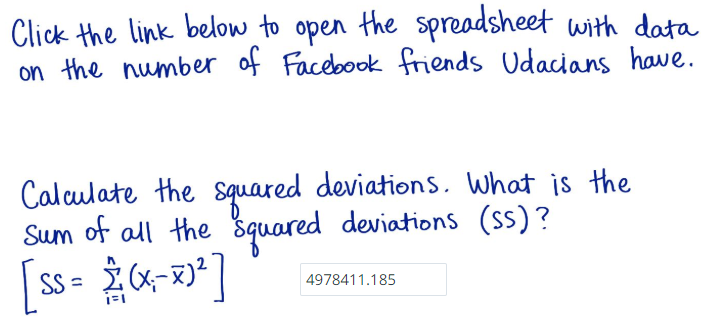 Click the link below to open the spreadsheet with data
on the number of Facebook friends Udacians have.
Calculate the squared deviations. What is the
Sum of all the squared deviations (SS)?
[SS = \sum_{i=1}^{n} (x_i - \bar{x})^2]
4978411.185